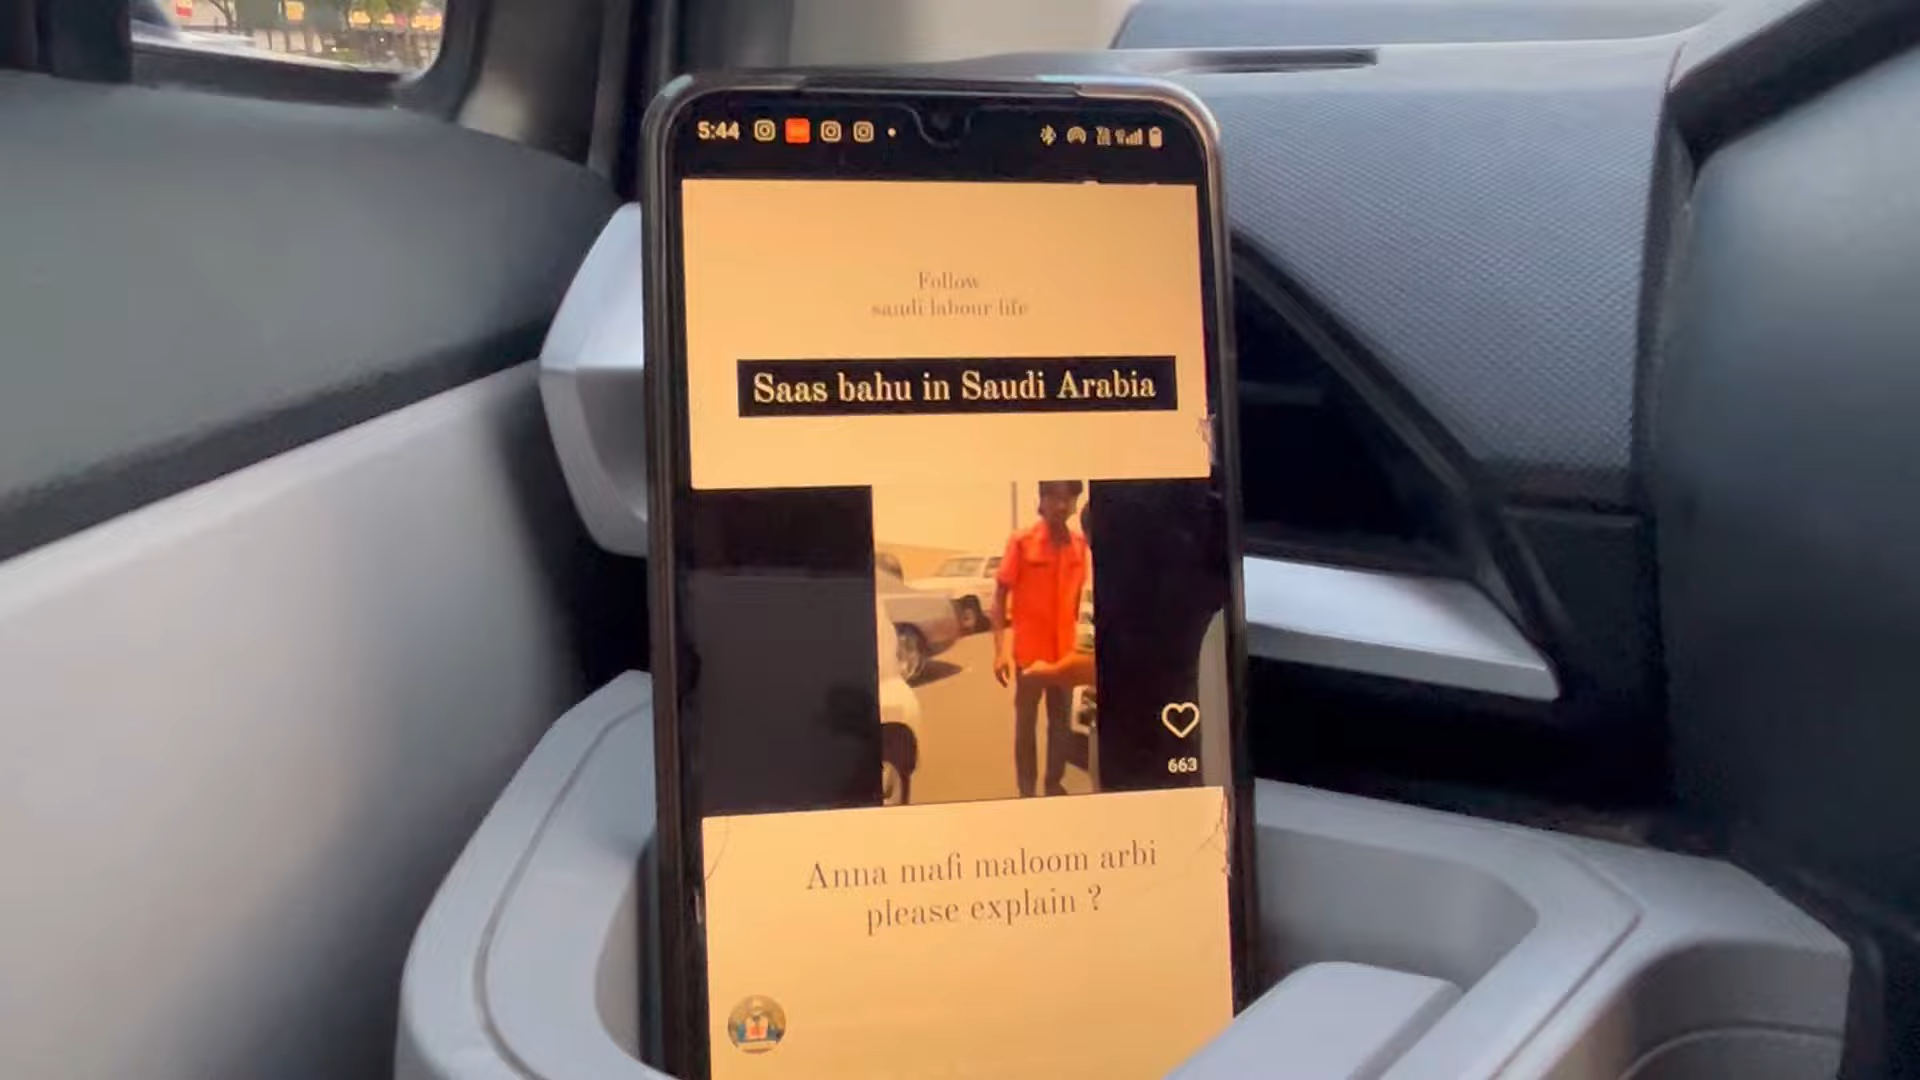 5:44
Follow
saudi labour life
Saas bahu in Saudi Arabia
663
Anna mafi maloom arbi
please explain ?